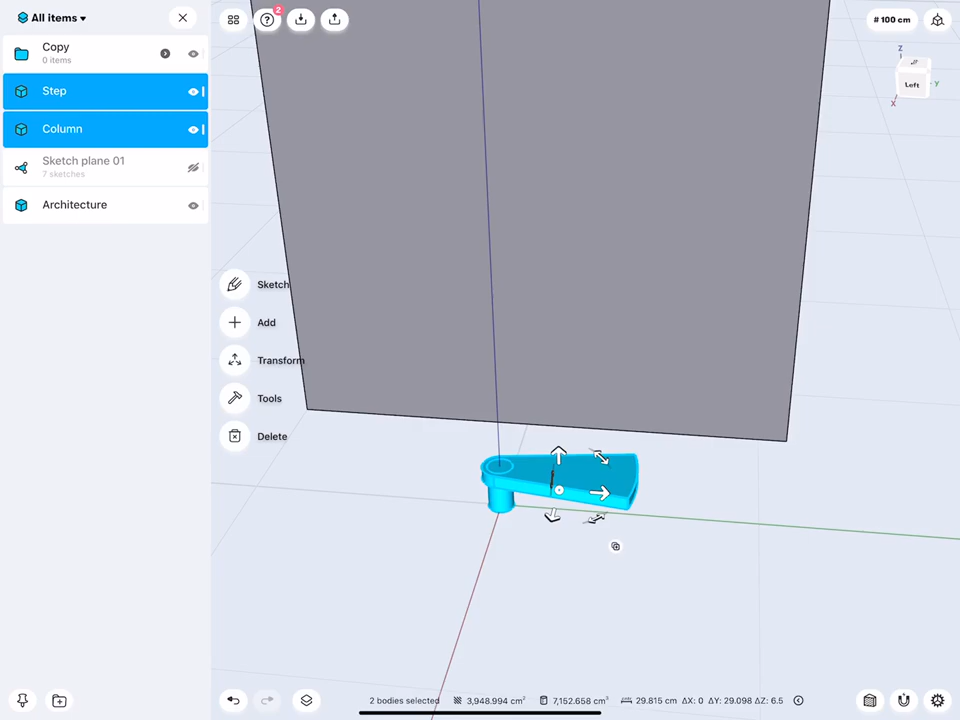 All items
Copy
0 items
Step
Column
Sketch plane 01
7 sketches
Architecture
2
# 100 cm
Z
Left
Y
X
Sketch
Add
Transform
Tools
Delete
2 bodies selected 3,948.994 cm² 7,152.658 cm³ 29.815 cm ΔX: 0 ΔY: 29.098 ΔZ: 6.5